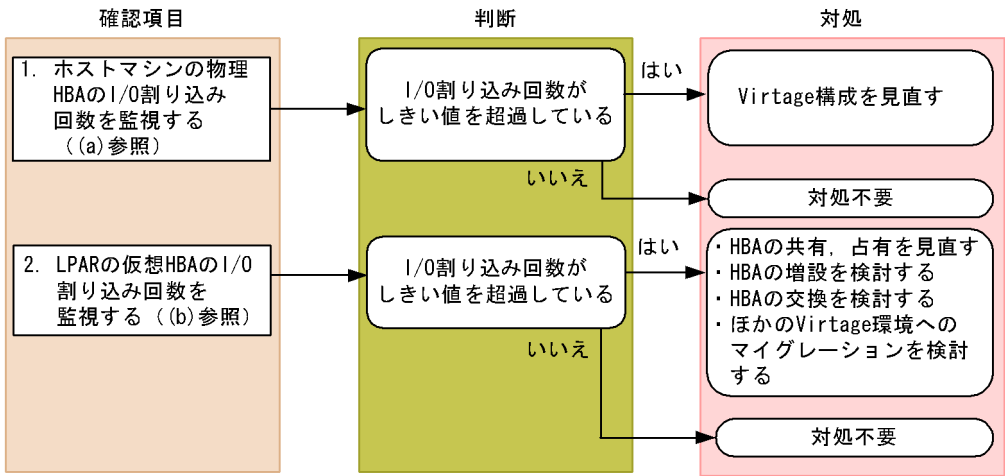 確認項目
判断
対処
1. ホストマシンの物理
HBAのI/O割り込み
回数を監視する
((a)参照)
I/O割り込み回数が
しきい値を超過している
はい
Virtage構成を見直す
いいえ
対処不要
2. LPARの仮想HBAのI/O
割り込み回数を
監視する((b)参照)
I/O割り込み回数が
しきい値を超過している
はい
・HBAの共有,占有を見直す
・HBAの増設を検討する
・HBAの交換を検討する
・ほかのVirtage環境への
マイグレーションを検討
する
いいえ
対処不要